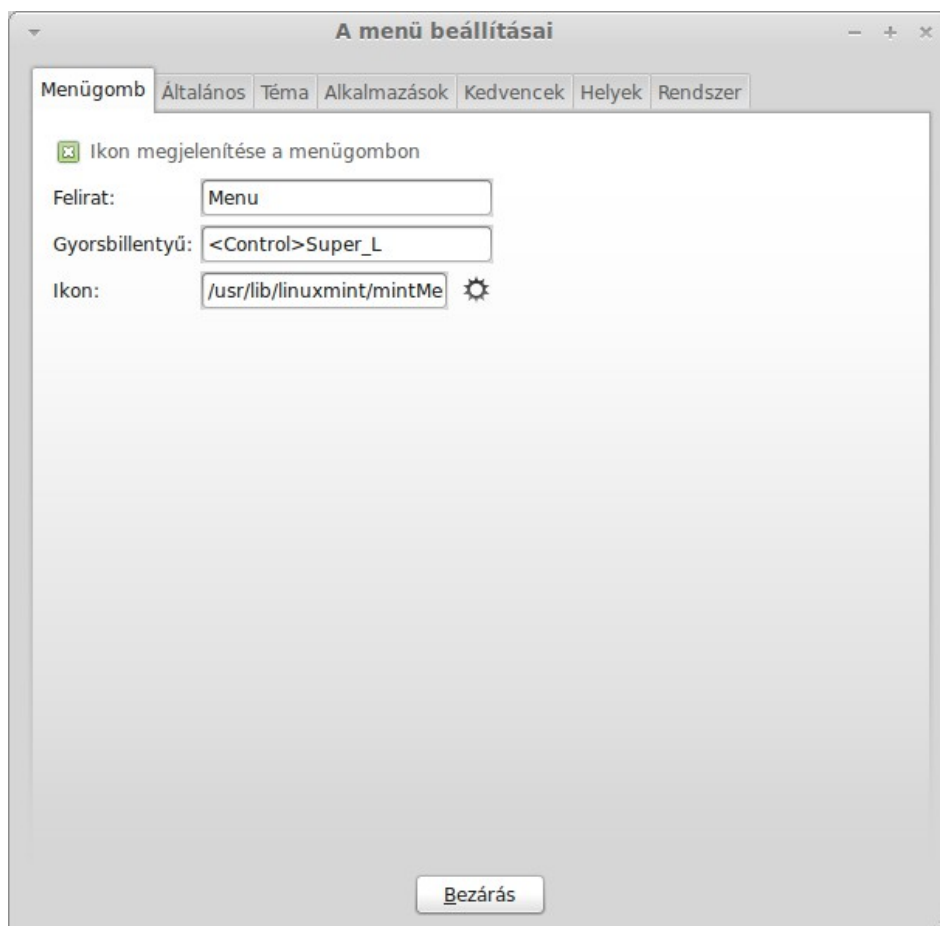 A menü beállításai
Menügomb Általános Téma Alkalmazások Kedvencek Helyek Rendszer
Ikon megjelenítése a menügombon
Felirat: Menu
Gyorsbillentyű: <Control>Super_L
Ikon: /usr/lib/linuxmint/mintMe
Bezárás